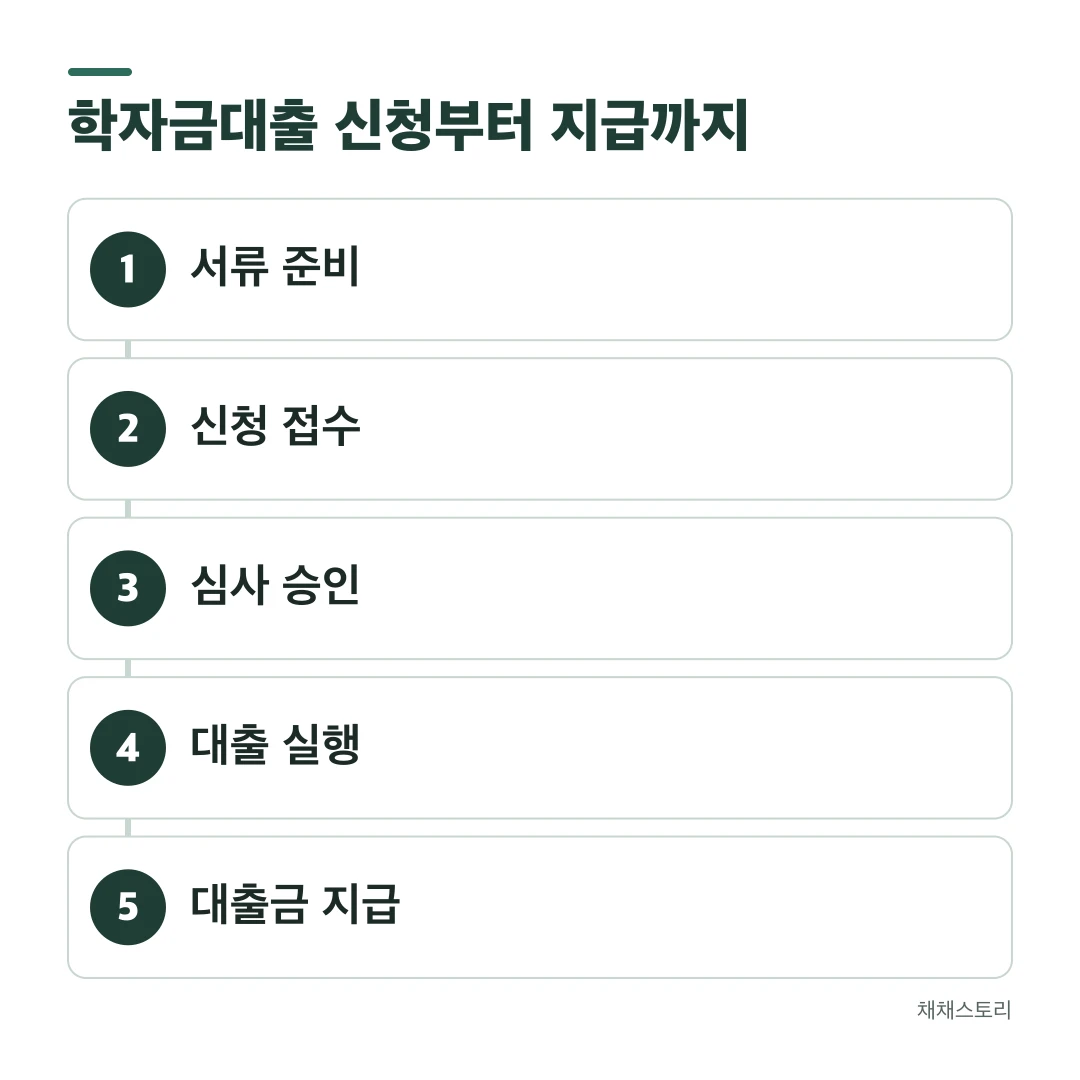 학자금대출 신청부터 지급까지
1 서류 준비
2 신청 접수
3 심사 승인
4 대출 실행
5 대출금 지급
채채스토리